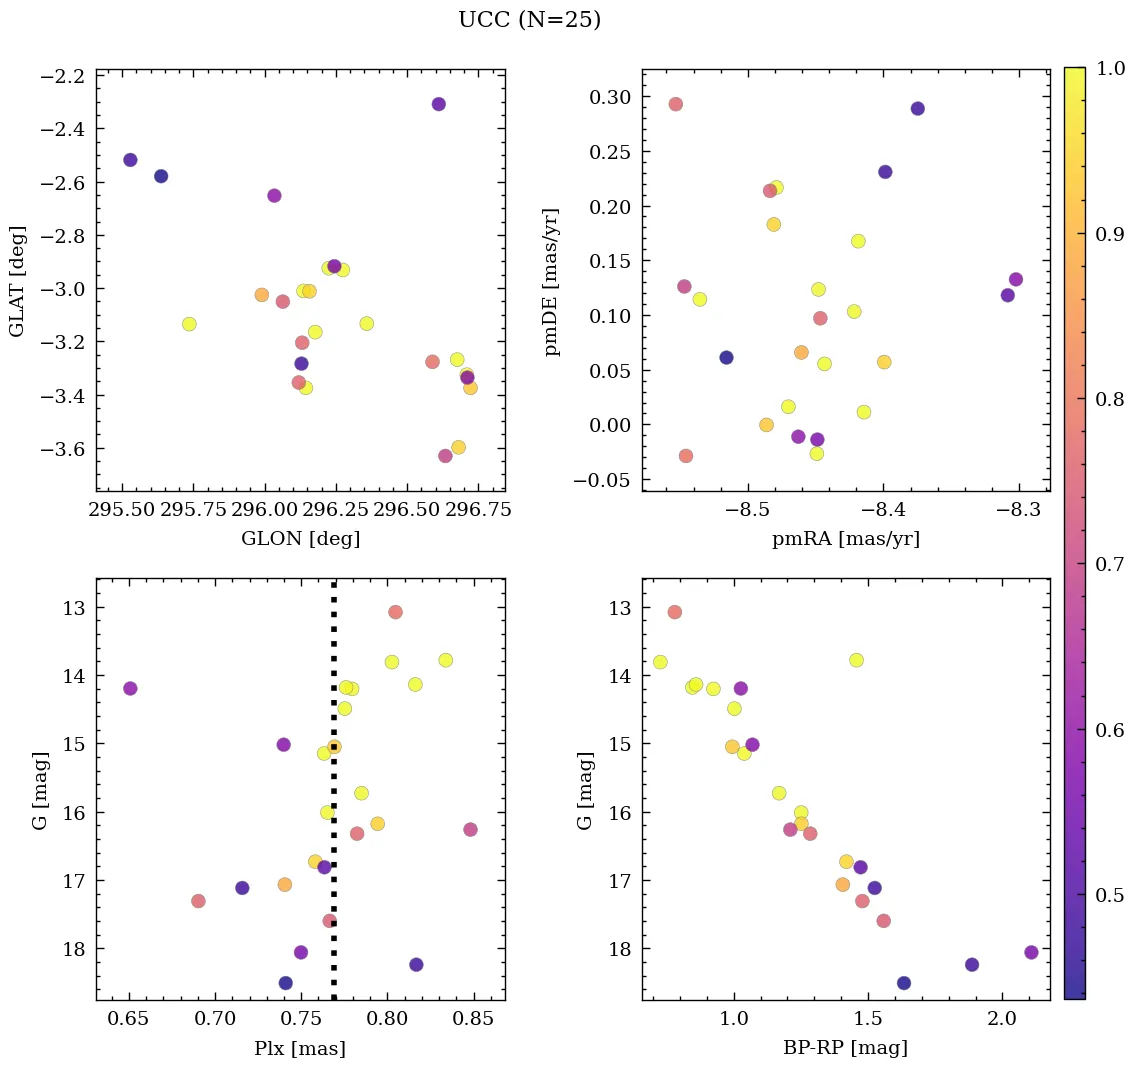 UCC (N=25)
−2.2
−2.4
−2.6
−2.8
−3.0
−3.2
−3.4
−3.6
GLAT [deg]
295.50 295.75 296.00 296.25 296.50 296.75
GLON [deg]
0.30
0.25
0.20
0.15
0.10
0.05
0.00
−0.05
pmDE [mas/yr]
−8.5 −8.4 −8.3
pmRA [mas/yr]
13
14
15
16
17
18
G [mag]
0.65 0.70 0.75 0.80 0.85
Plx [mas]
13
14
15
16
17
18
G [mag]
1.0 1.5 2.0
BP-RP [mag]
1.0
0.9
0.8
0.7
0.6
0.5